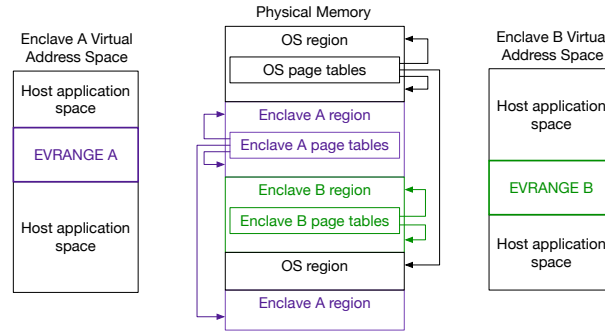 Enclave A Virtual
Address Space
Host application
space
EVRANGE A
Host application
space
Physical Memory
OS region
OS page tables
Enclave A region
Enclave A page tables
Enclave B region
Enclave B page tables
OS region
Enclave A region
Enclave B Virtual
Address Space
Host application
space
EVRANGE B
Host application
space